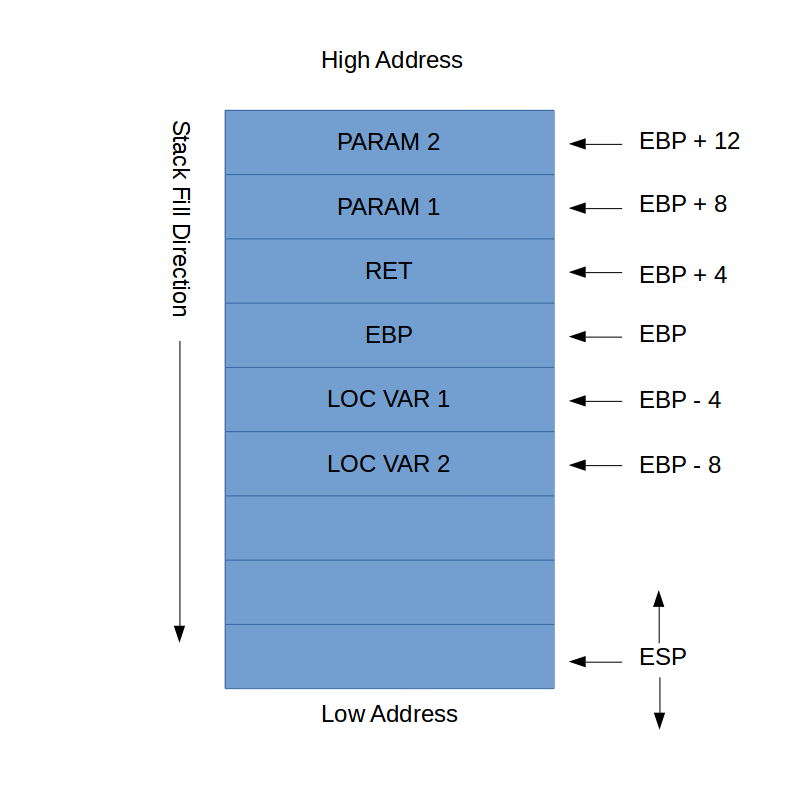 High Address
Stack Fill Direction
PARAM 2
EBP + 12
PARAM 1
EBP + 8
RET
EBP + 4
EBP
EBP
LOC VAR 1
EBP - 4
LOC VAR 2
EBP - 8
ESP
Low Address